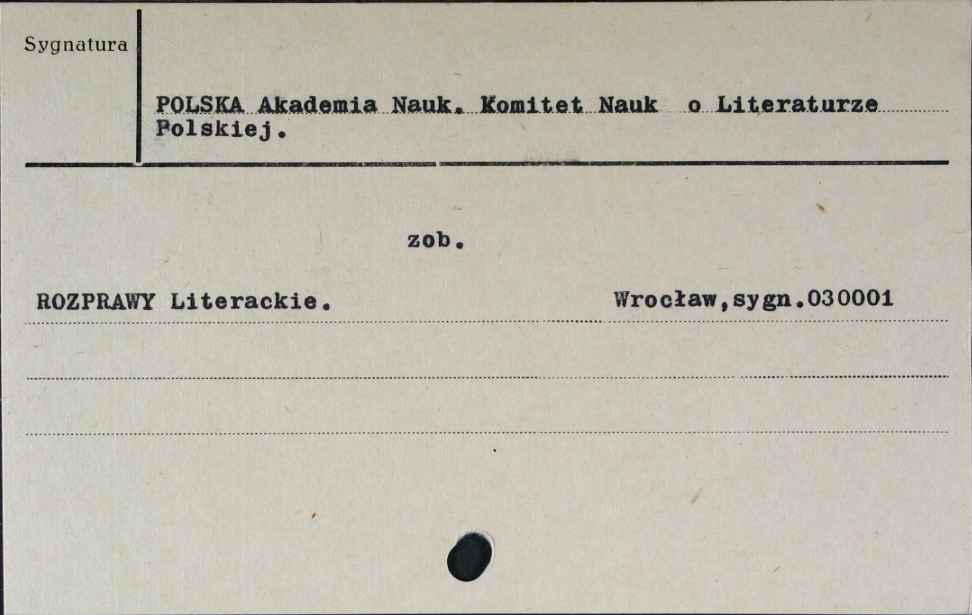 Sygnatura
POLSKA Akademia Nauk. Komitet Nauk o Literaturze
Polskiej.
zob.
ROZPRAWY Literackie. Wrocław,sygn.030001